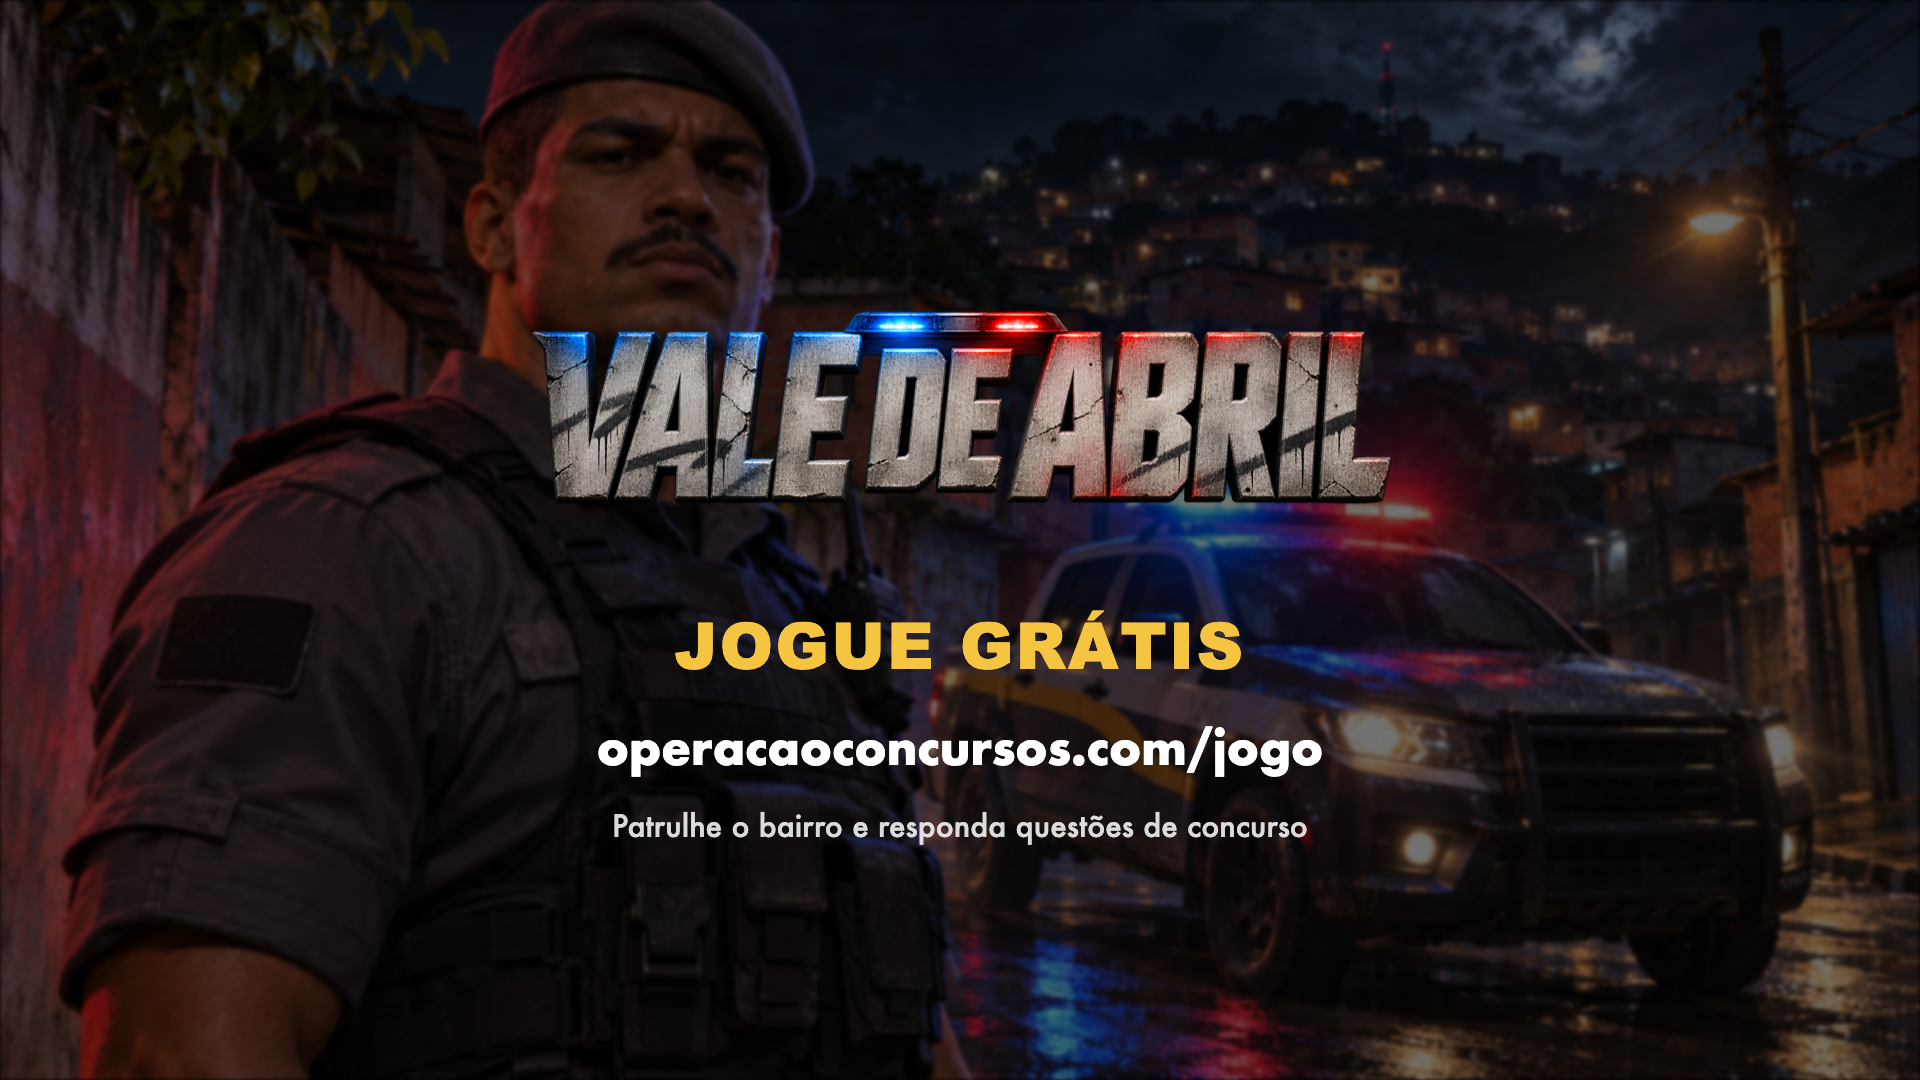 VALE DE ABRIL
JOGUE GRÁTIS
operacaoconcursos.com/jogo
Patrulhe o bairro e responda questões de concurso